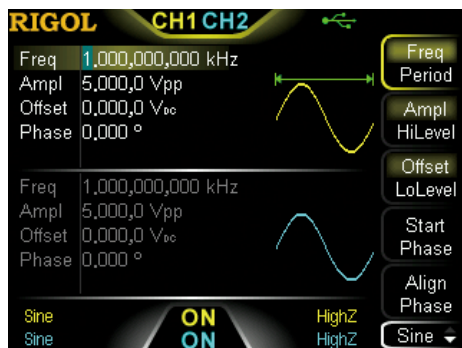 RIGOL CH1 CH2
Freq 1.000,000,000 kHz
Ampl 5.000,0 Vpp
Offset 0.000,0 VDC
Phase 0.000 °
Freq 1.000,000,000 kHz
Ampl 5.000,0 Vpp
Offset 0.000,0 VDC
Phase 0.000 °
Sine ON HighZ
Sine ON HighZ
Freq
Period
Ampl
HiLevel
Offset
LoLevel
Start
Phase
Align
Phase
Sine